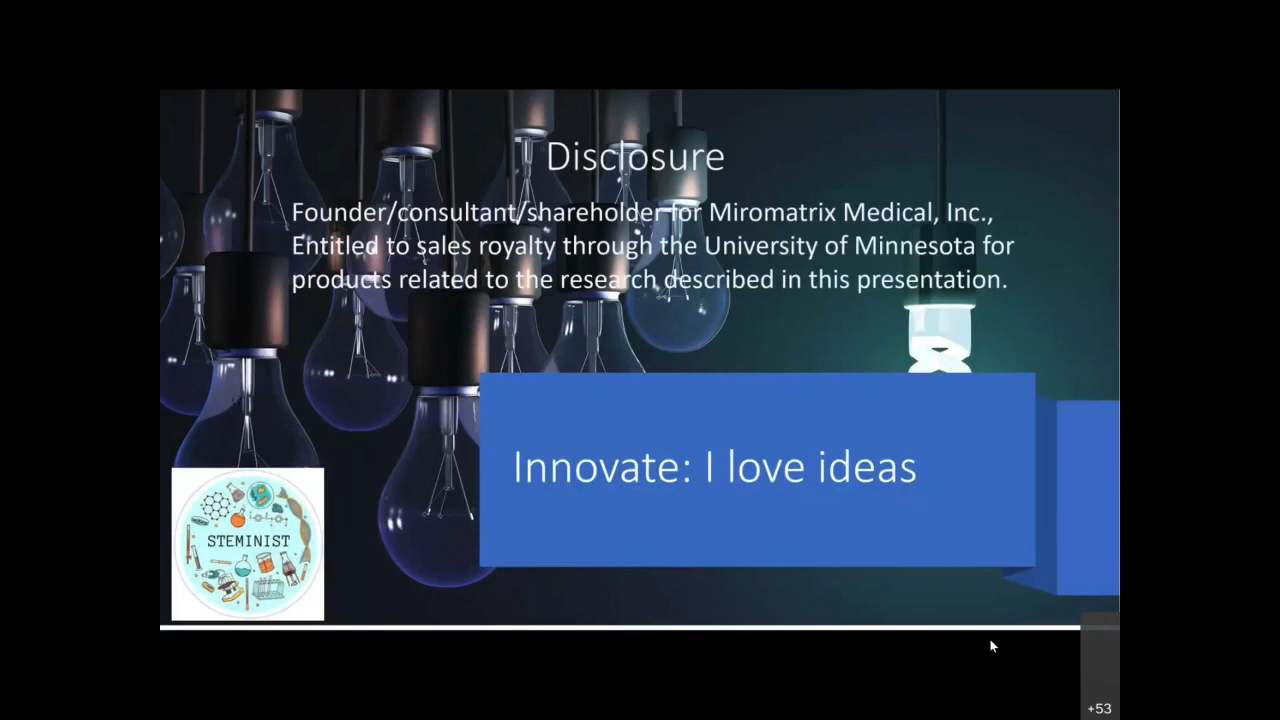 Disclosure
Founder/consultant/shareholder for Miromatrix Medical, Inc.,
Entitled to sales royalty through the University of Minnesota for
products related to the research described in this presentation.
Innovate: I love ideas
STEMINIST
+53